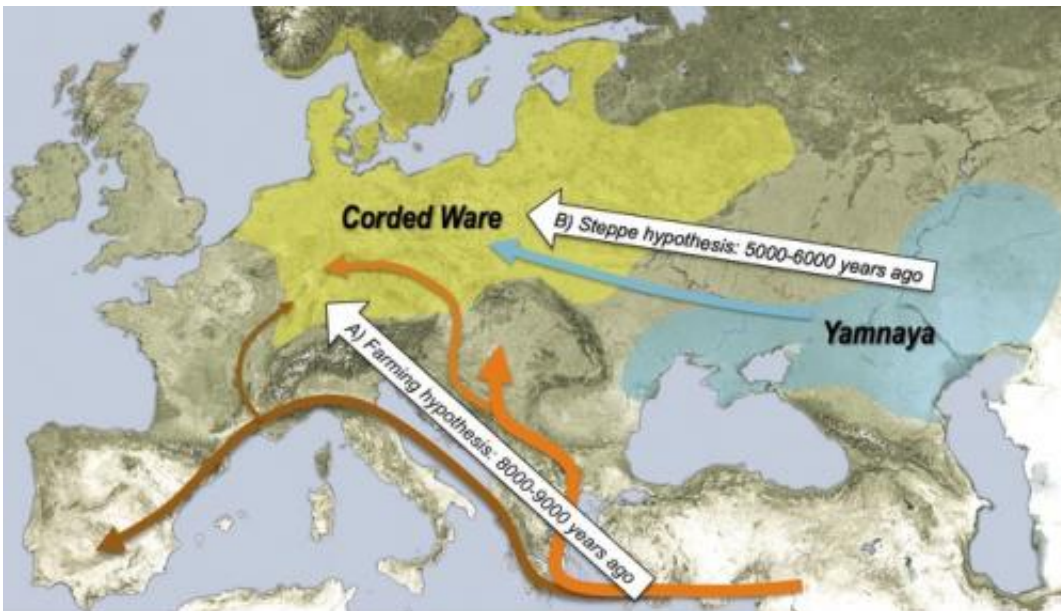 Corded Ware
B) Steppe hypothesis: 5000-6000 years ago
Yamnaya
A) Farming hypothesis: 8000-9000 years ago